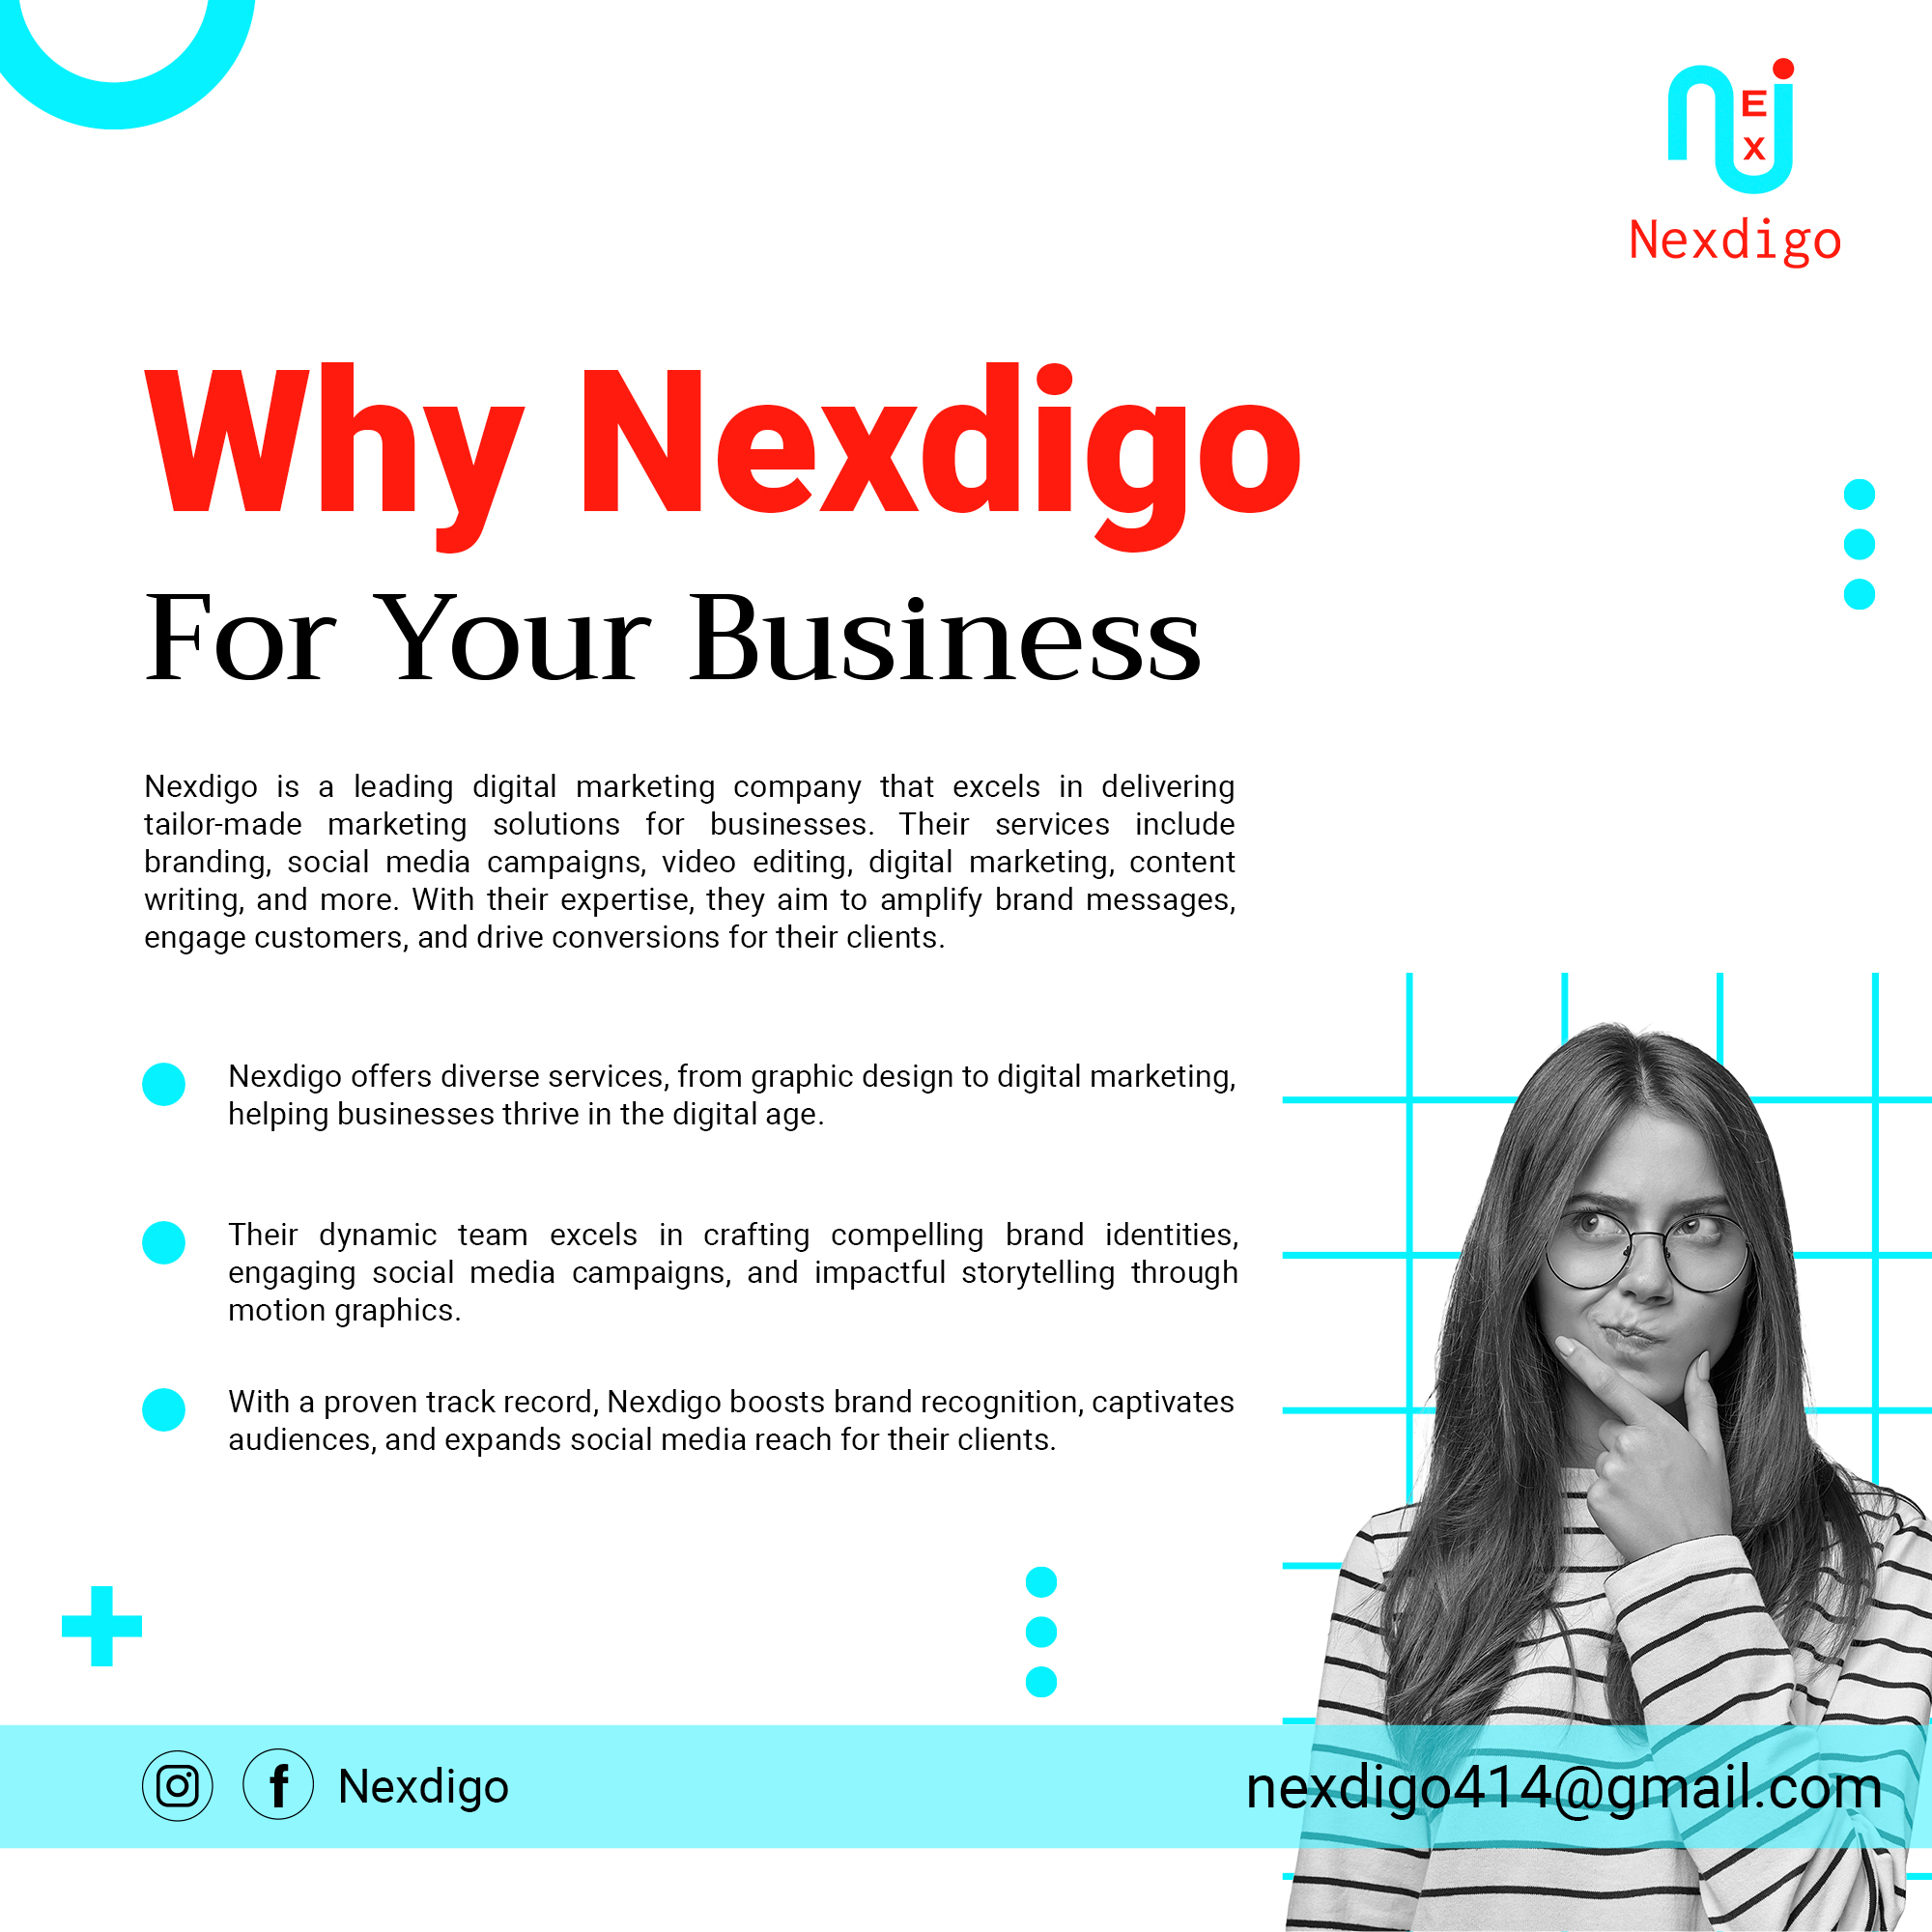 E
X
Nexdigo
Why Nexdigo
For Your Business
Nexdigo is a leading digital marketing company that excels in delivering
tailor-made marketing solutions for businesses. Their services include
branding, social media campaigns, video editing, digital marketing, content
writing, and more. With their expertise, they aim to amplify brand messages,
engage customers, and drive conversions for their clients.
Nexdigo offers diverse services, from graphic design to digital marketing,
helping businesses thrive in the digital age.
Their dynamic team excels in crafting compelling brand identities,
engaging social media campaigns, and impactful storytelling through
motion graphics.
With a proven track record, Nexdigo boosts brand recognition, captivates
audiences, and expands social media reach for their clients.
Nexdigo
nexdigo414@gmail.com